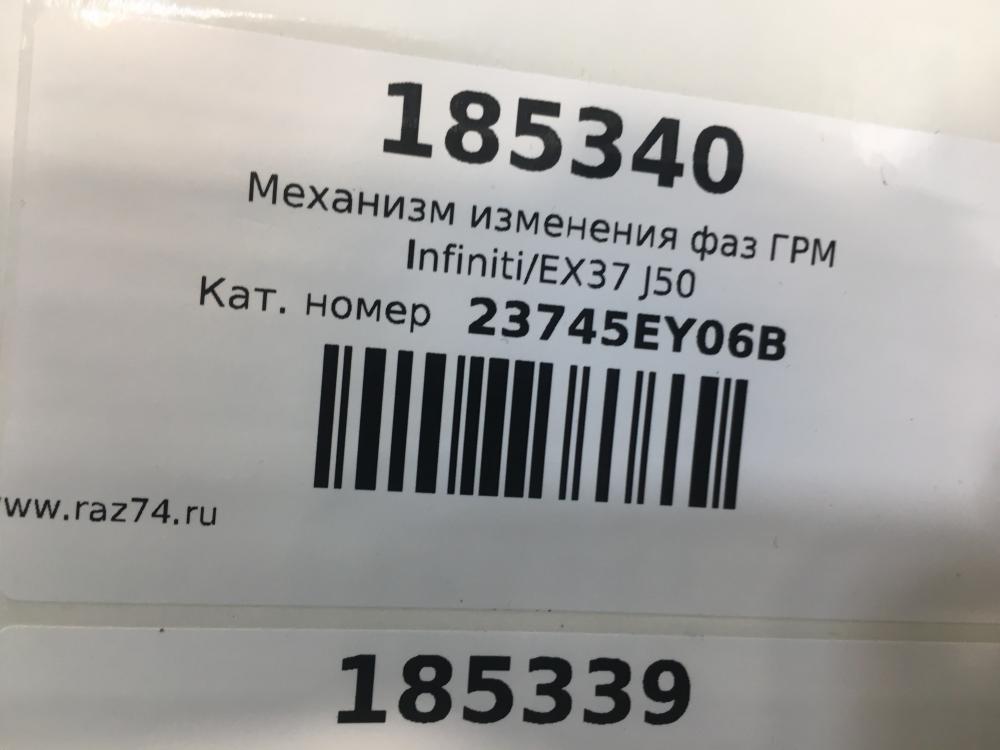 185340
Механизм изменения фаз ГРМ
Infiniti/EX37 J50
Кат. номер 23745EY06B
www.raz74.ru
185339